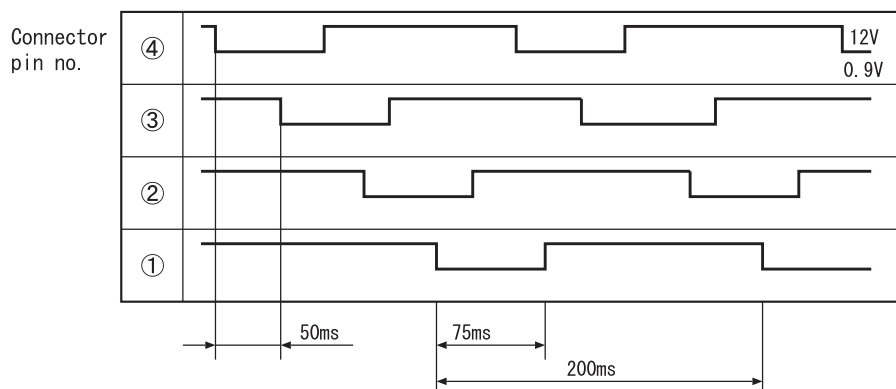 Connector
pin no.
④
12V
0.9V
③
②
①
50ms
75ms
200ms